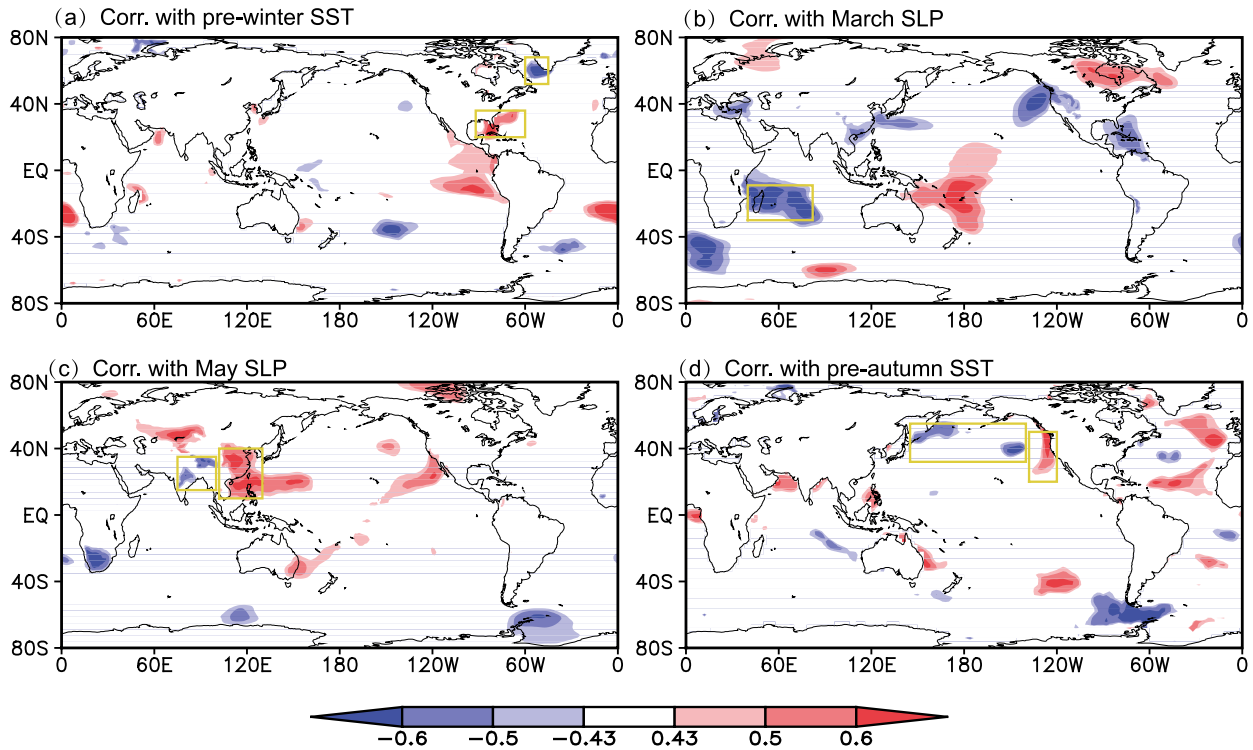 (a) Corr. with pre-winter SST
(b) Corr. with March SLP
80N 80N
40N 40N
EQ EQ
40S 40S
80S 80S
0 60E 120E 180 120W 60W 0 0 60E 120E 180 120W 60W 0
(c) Corr. with May SLP
(d) Corr. with pre-autumn SST
80N 80N
40N 40N
EQ EQ
40S 40S
80S 80S
0 60E 120E 180 120W 60W 0 0 60E 120E 180 120W 60W 0
-0.6 -0.5 -0.43 0.43 0.5 0.6